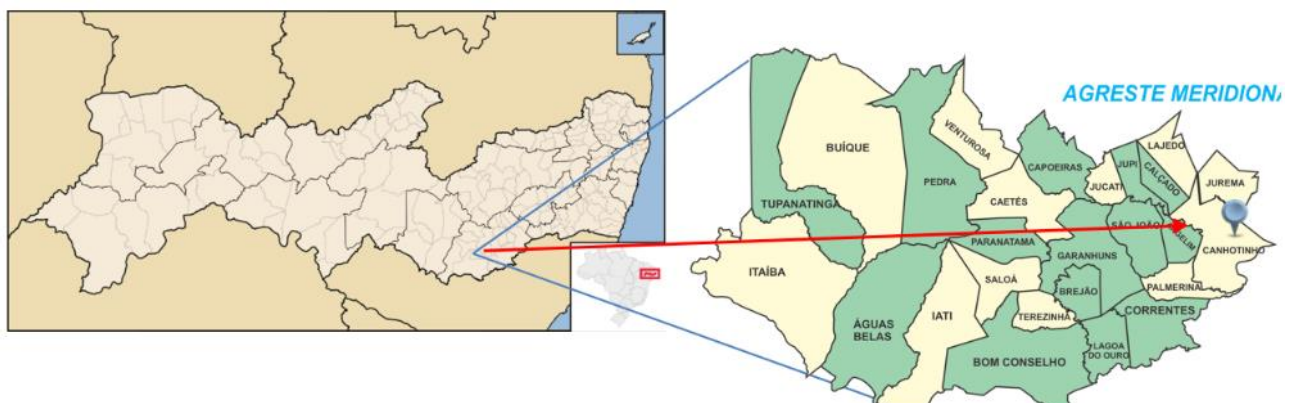 AGRESTE MERIDIONA
LAJEDO
VENTUROSA
BUÍQUE
CAPOEIRAS
JUPI
CALÇADO
JUCATI
JUREMA
PEDRA
CAETÉS
TUPANATINGA
SÃO JOÃO
PARANATAMA
GARANHUNS
CANHOTINHO
ITAÍBA
SALOÁ
BREJÃO
PALMERINA
IATI
TEREZINHA
CORRENTES
ÁGUAS
BELAS
LAGOA
DO OURO
BOM CONSELHO